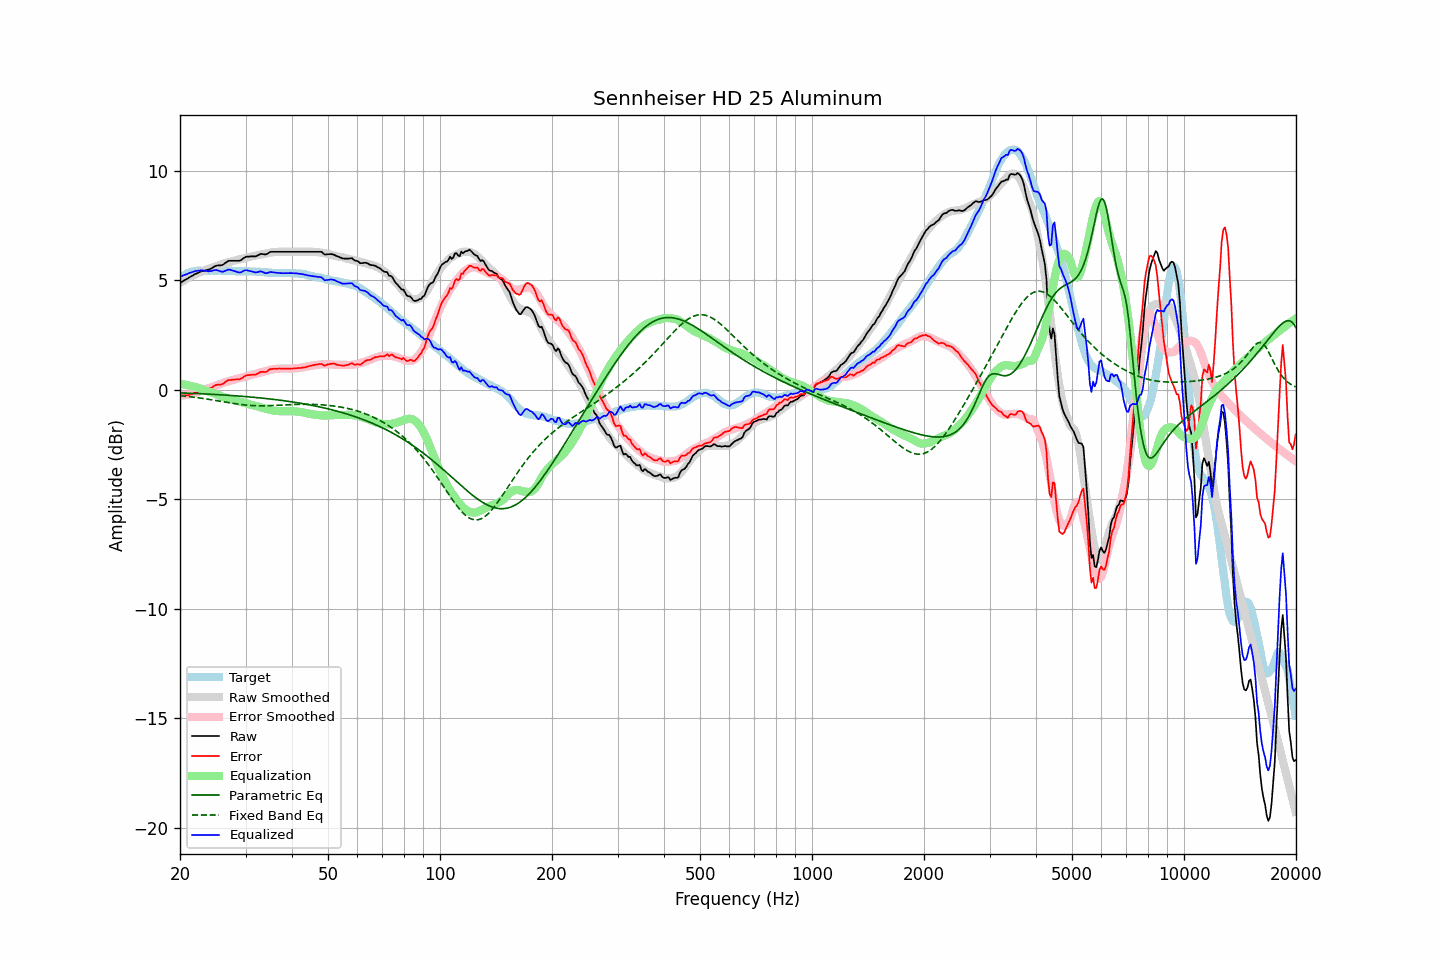 Sennheiser HD 25 Aluminum
Amplitude (dBr)
10
5
0
−5
−10
−15
−20
Target
Raw Smoothed
Error Smoothed
Raw
Error
Equalization
Parametric Eq
Fixed Band Eq
Equalized
20 50 100 200 500 1000 2000 5000 10000 20000
Frequency (Hz)